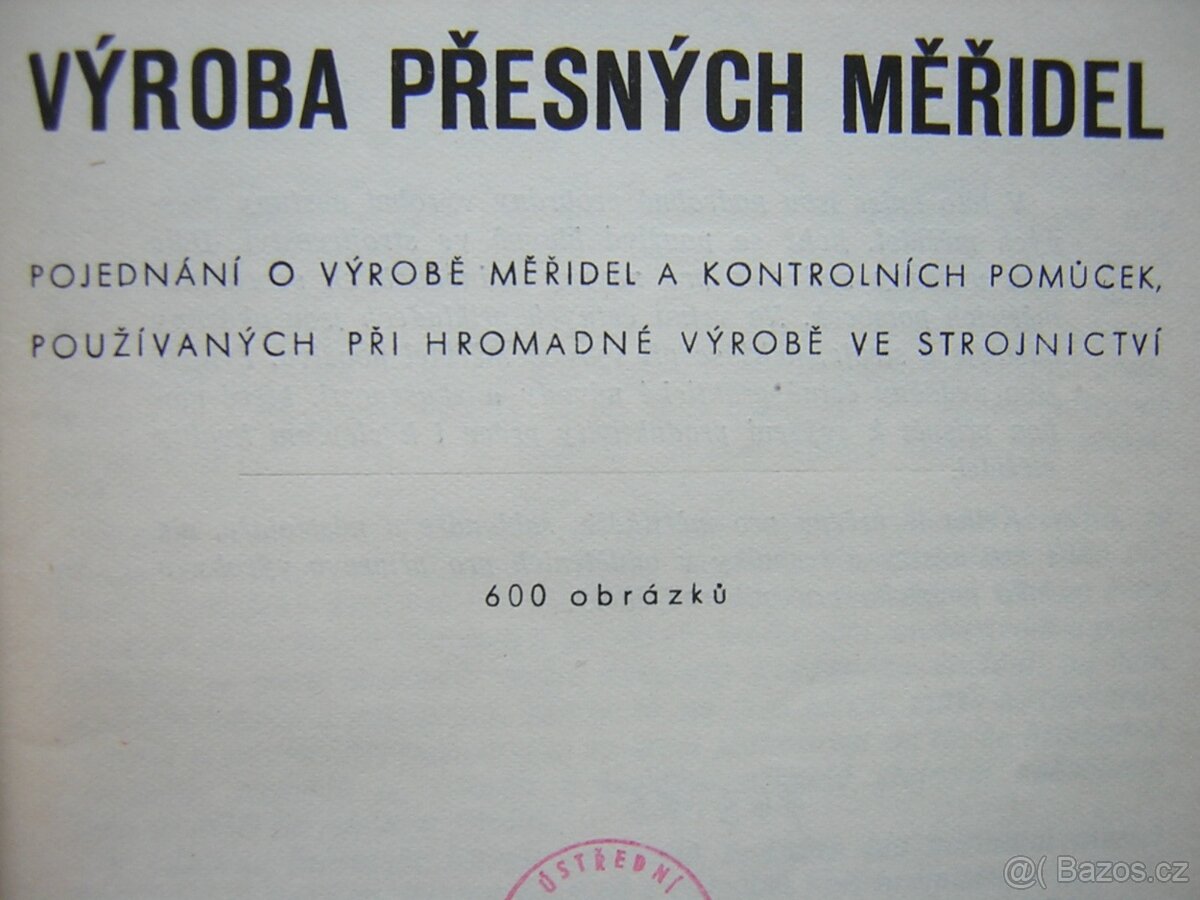 VÝROBA PŘESNÝCH MĚŘIDEL
POJEDNÁNÍ O VÝROBĚ MĚŘIDEL A KONTROLNÍCH POMŮCEK,
POUŽÍVANÝCH PŘI HROMADNÉ VÝROBĚ VE STROJNICTVÍ
600 obrázků
ÚSTŘEDNÍ
@( Bazos.cz